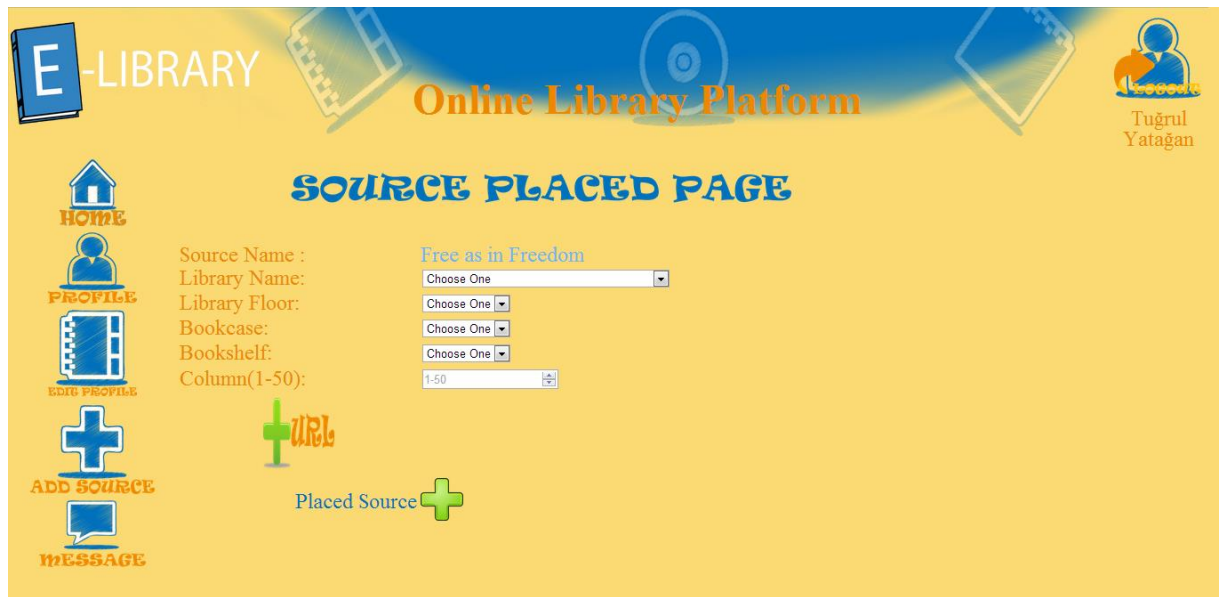 E-LIBRARY
Online Library Platform
LOGOUT
Tuğrul
Yatağan
SOURCE PLACED PAGE
HOME
PROFILE
EDIT PROFILE
ADD SOURCE
MESSAGE
Source Name : Free as in Freedom
Library Name: Choose One
Library Floor: Choose One
Bookcase: Choose One
Bookshelf: Choose One
Column(1-50): 1-50
URL
Placed Source